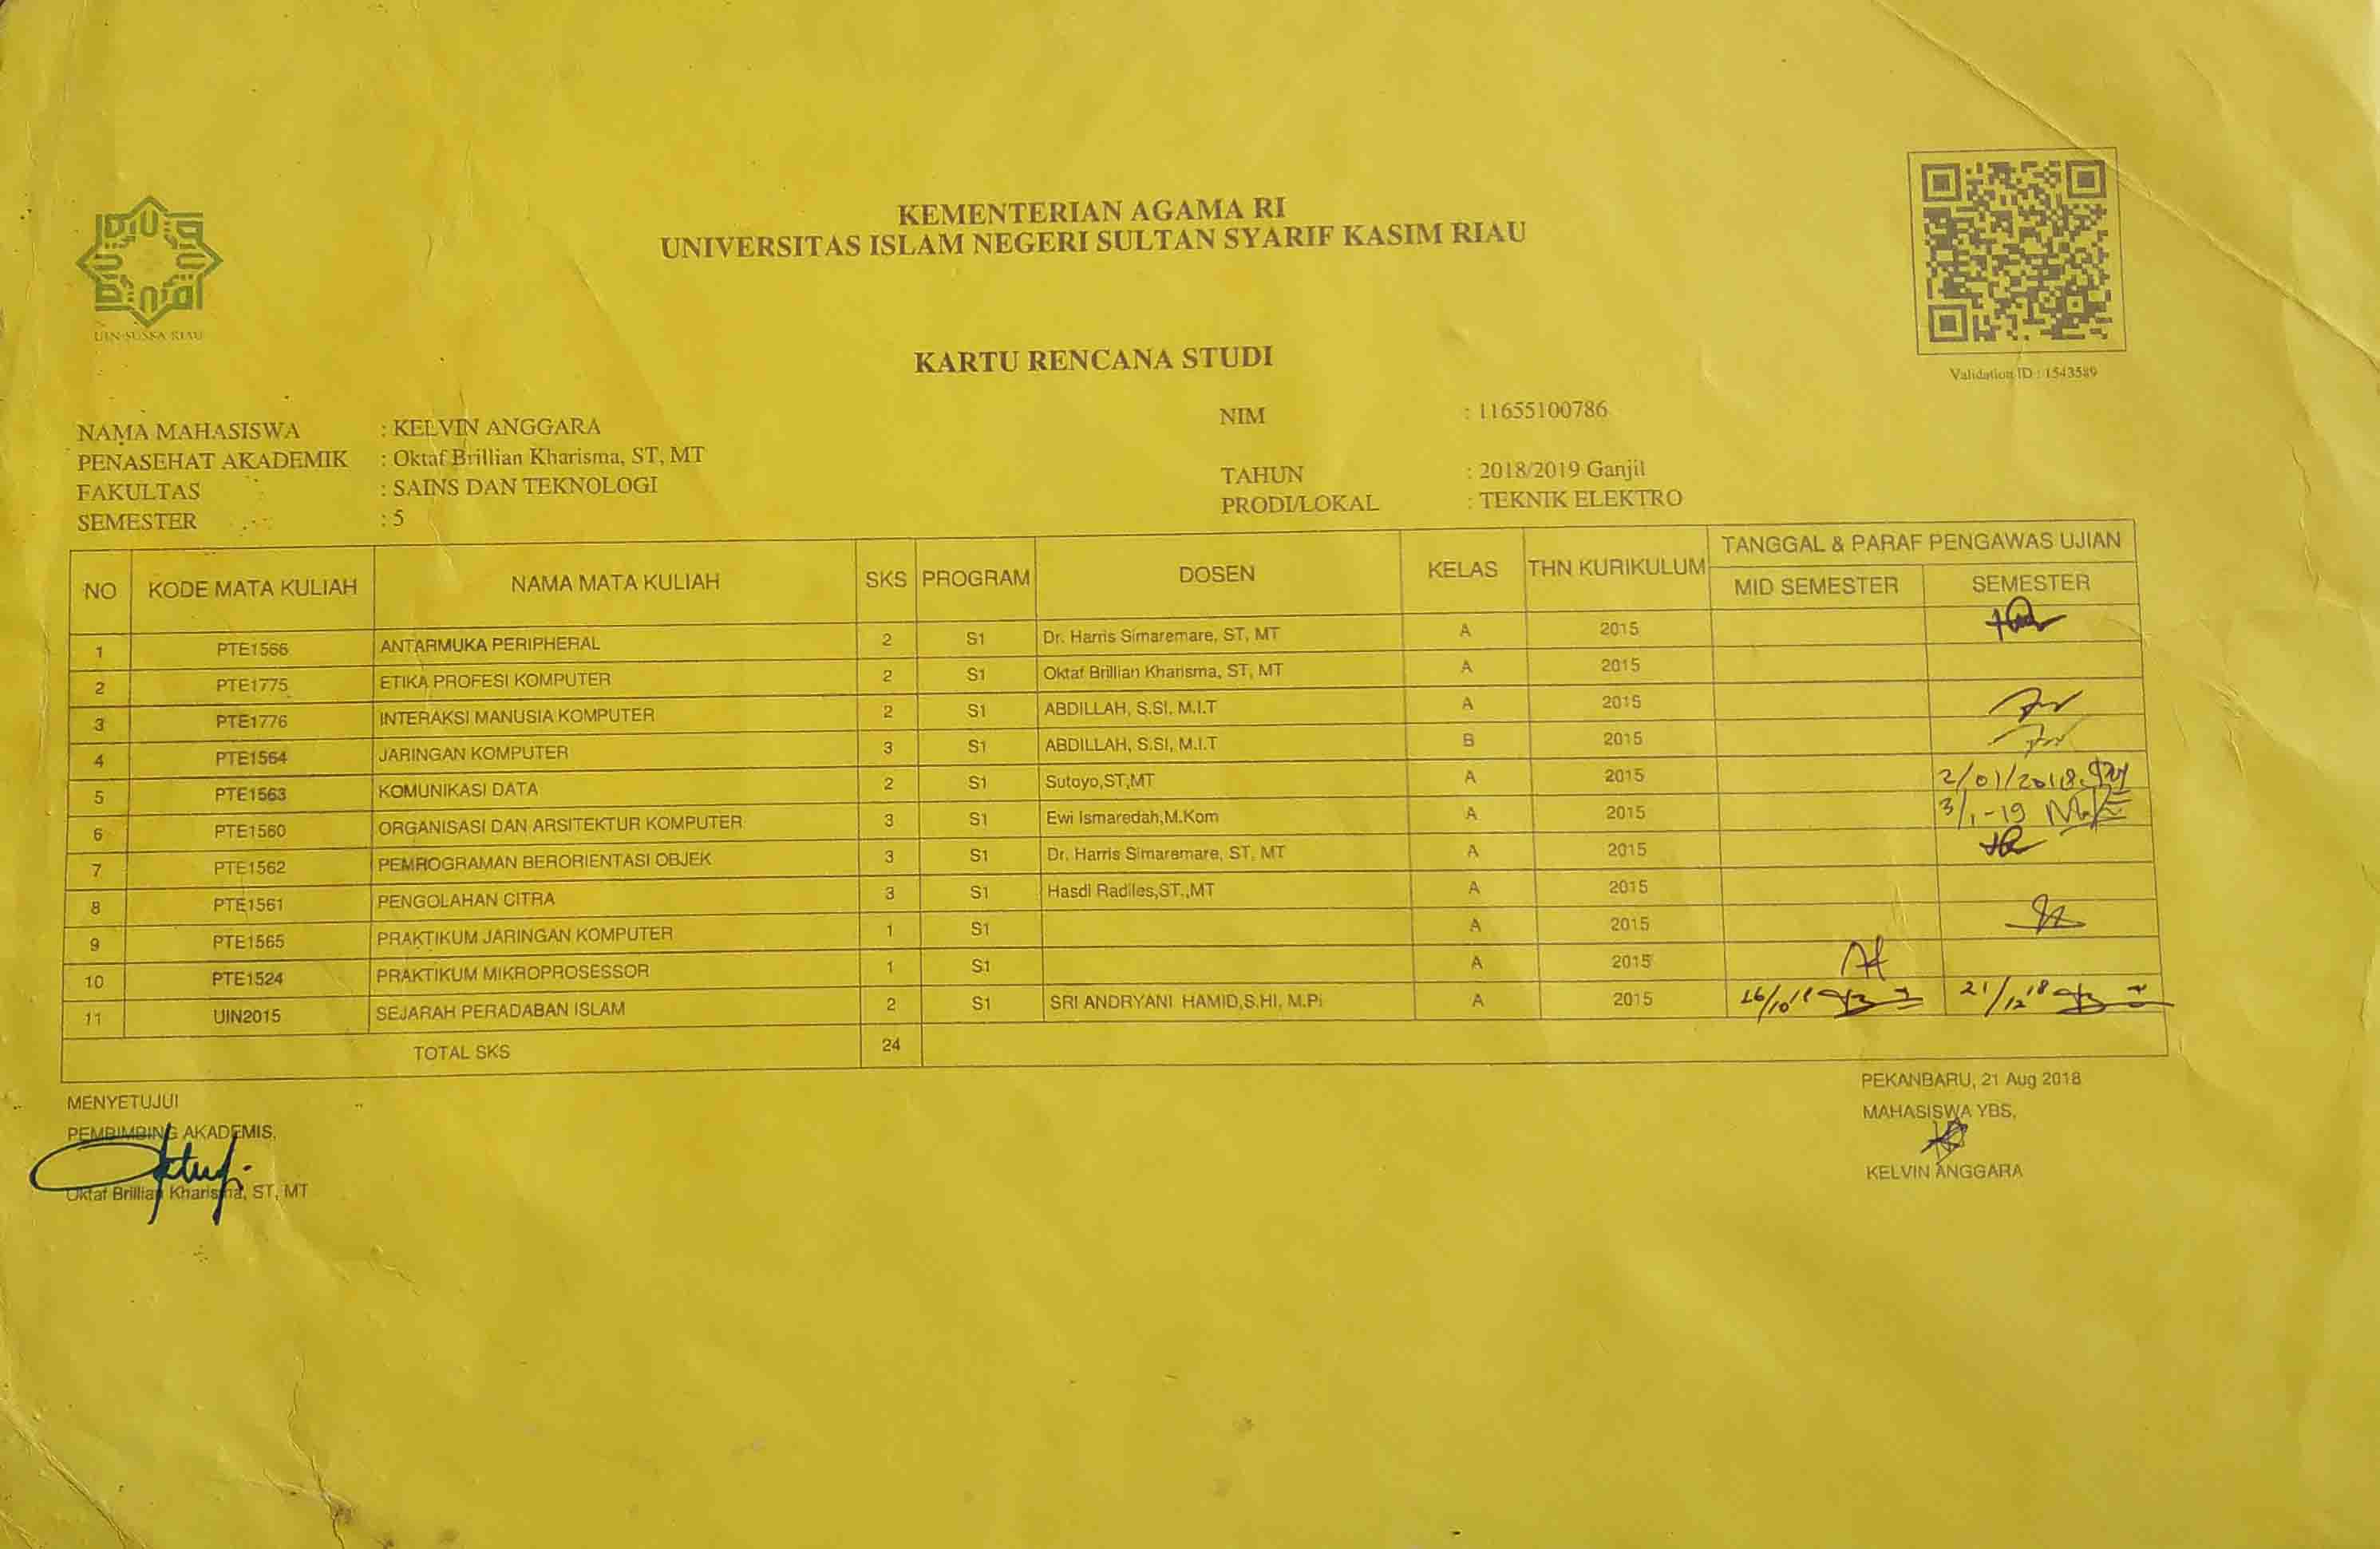 KEMENTERIAN AGAMA RI
UNIVERSITAS ISLAM NEGERI SULTAN SYARIF KASIM RIAU
UIN SUSKA RIAU
KARTU RENCANA STUDI
Validation ID : 1543589
NAMA MAHASISWA : KELVIN ANGGARA NIM : 11655100786
PENASEHAT AKADEMIK : Oktaf Brillian Kharisma, ST, MT
FAKULTAS : SAINS DAN TEKNOLOGI TAHUN : 2018/2019 Ganjil
SEMESTER : 5 PRODI/LOKAL : TEKNIK ELEKTRO
NO KODE MATA KULIAH NAMA MATA KULIAH SKS PROGRAM DOSEN KELAS THN KURIKULUM TANGGAL & PARAF PENGAWAS UJIAN
MID SEMESTER SEMESTER
1 PTE1566 ANTARMUKA PERIPHERAL 2 S1 Dr. Harris Simaremare, ST, MT A 2015
2 PTE1775 ETIKA PROFESI KOMPUTER 2 S1 Oktaf Brillian Kharisma, ST, MT A 2015
3 PTE1776 INTERAKSI MANUSIA KOMPUTER 2 S1 ABDILLAH, S.SI, M.I.T A 2015
4 PTE1564 JARINGAN KOMPUTER 3 S1 ABDILLAH, S.SI, M.I.T B 2015
5 PTE1563 KOMUNIKASI DATA 2 S1 Sutoyo,ST,MT A 2015 2/01/2018
6 PTE1560 ORGANISASI DAN ARSITEKTUR KOMPUTER 3 S1 Ewi Ismaredah,M.Kom A 2015 3/1-19
7 PTE1562 PEMROGRAMAN BERORIENTASI OBJEK 3 S1 Dr. Harris Simaremare, ST, MT A 2015
8 PTE1561 PENGOLAHAN CITRA 3 S1 Hasdi Radiles,ST.,MT A 2015
9 PTE1565 PRAKTIKUM JARINGAN KOMPUTER 1 S1 A 2015
10 PTE1524 PRAKTIKUM MIKROPROSESSOR 1 S1 A 2015
11 UIN2015 SEJARAH PERADABAN ISLAM 2 S1 SRI ANDRYANI HAMID,S.HI, M.Pi A 2015 26/10 18 21/12 18
TOTAL SKS 24
PEKANBARU, 21 Aug 2018
MENYETUJUI
MAHASISWA YBS,
PEMBIMBING AKADEMIS,
KELVIN ANGGARA
Oktaf Brillian Kharisma, ST, MT